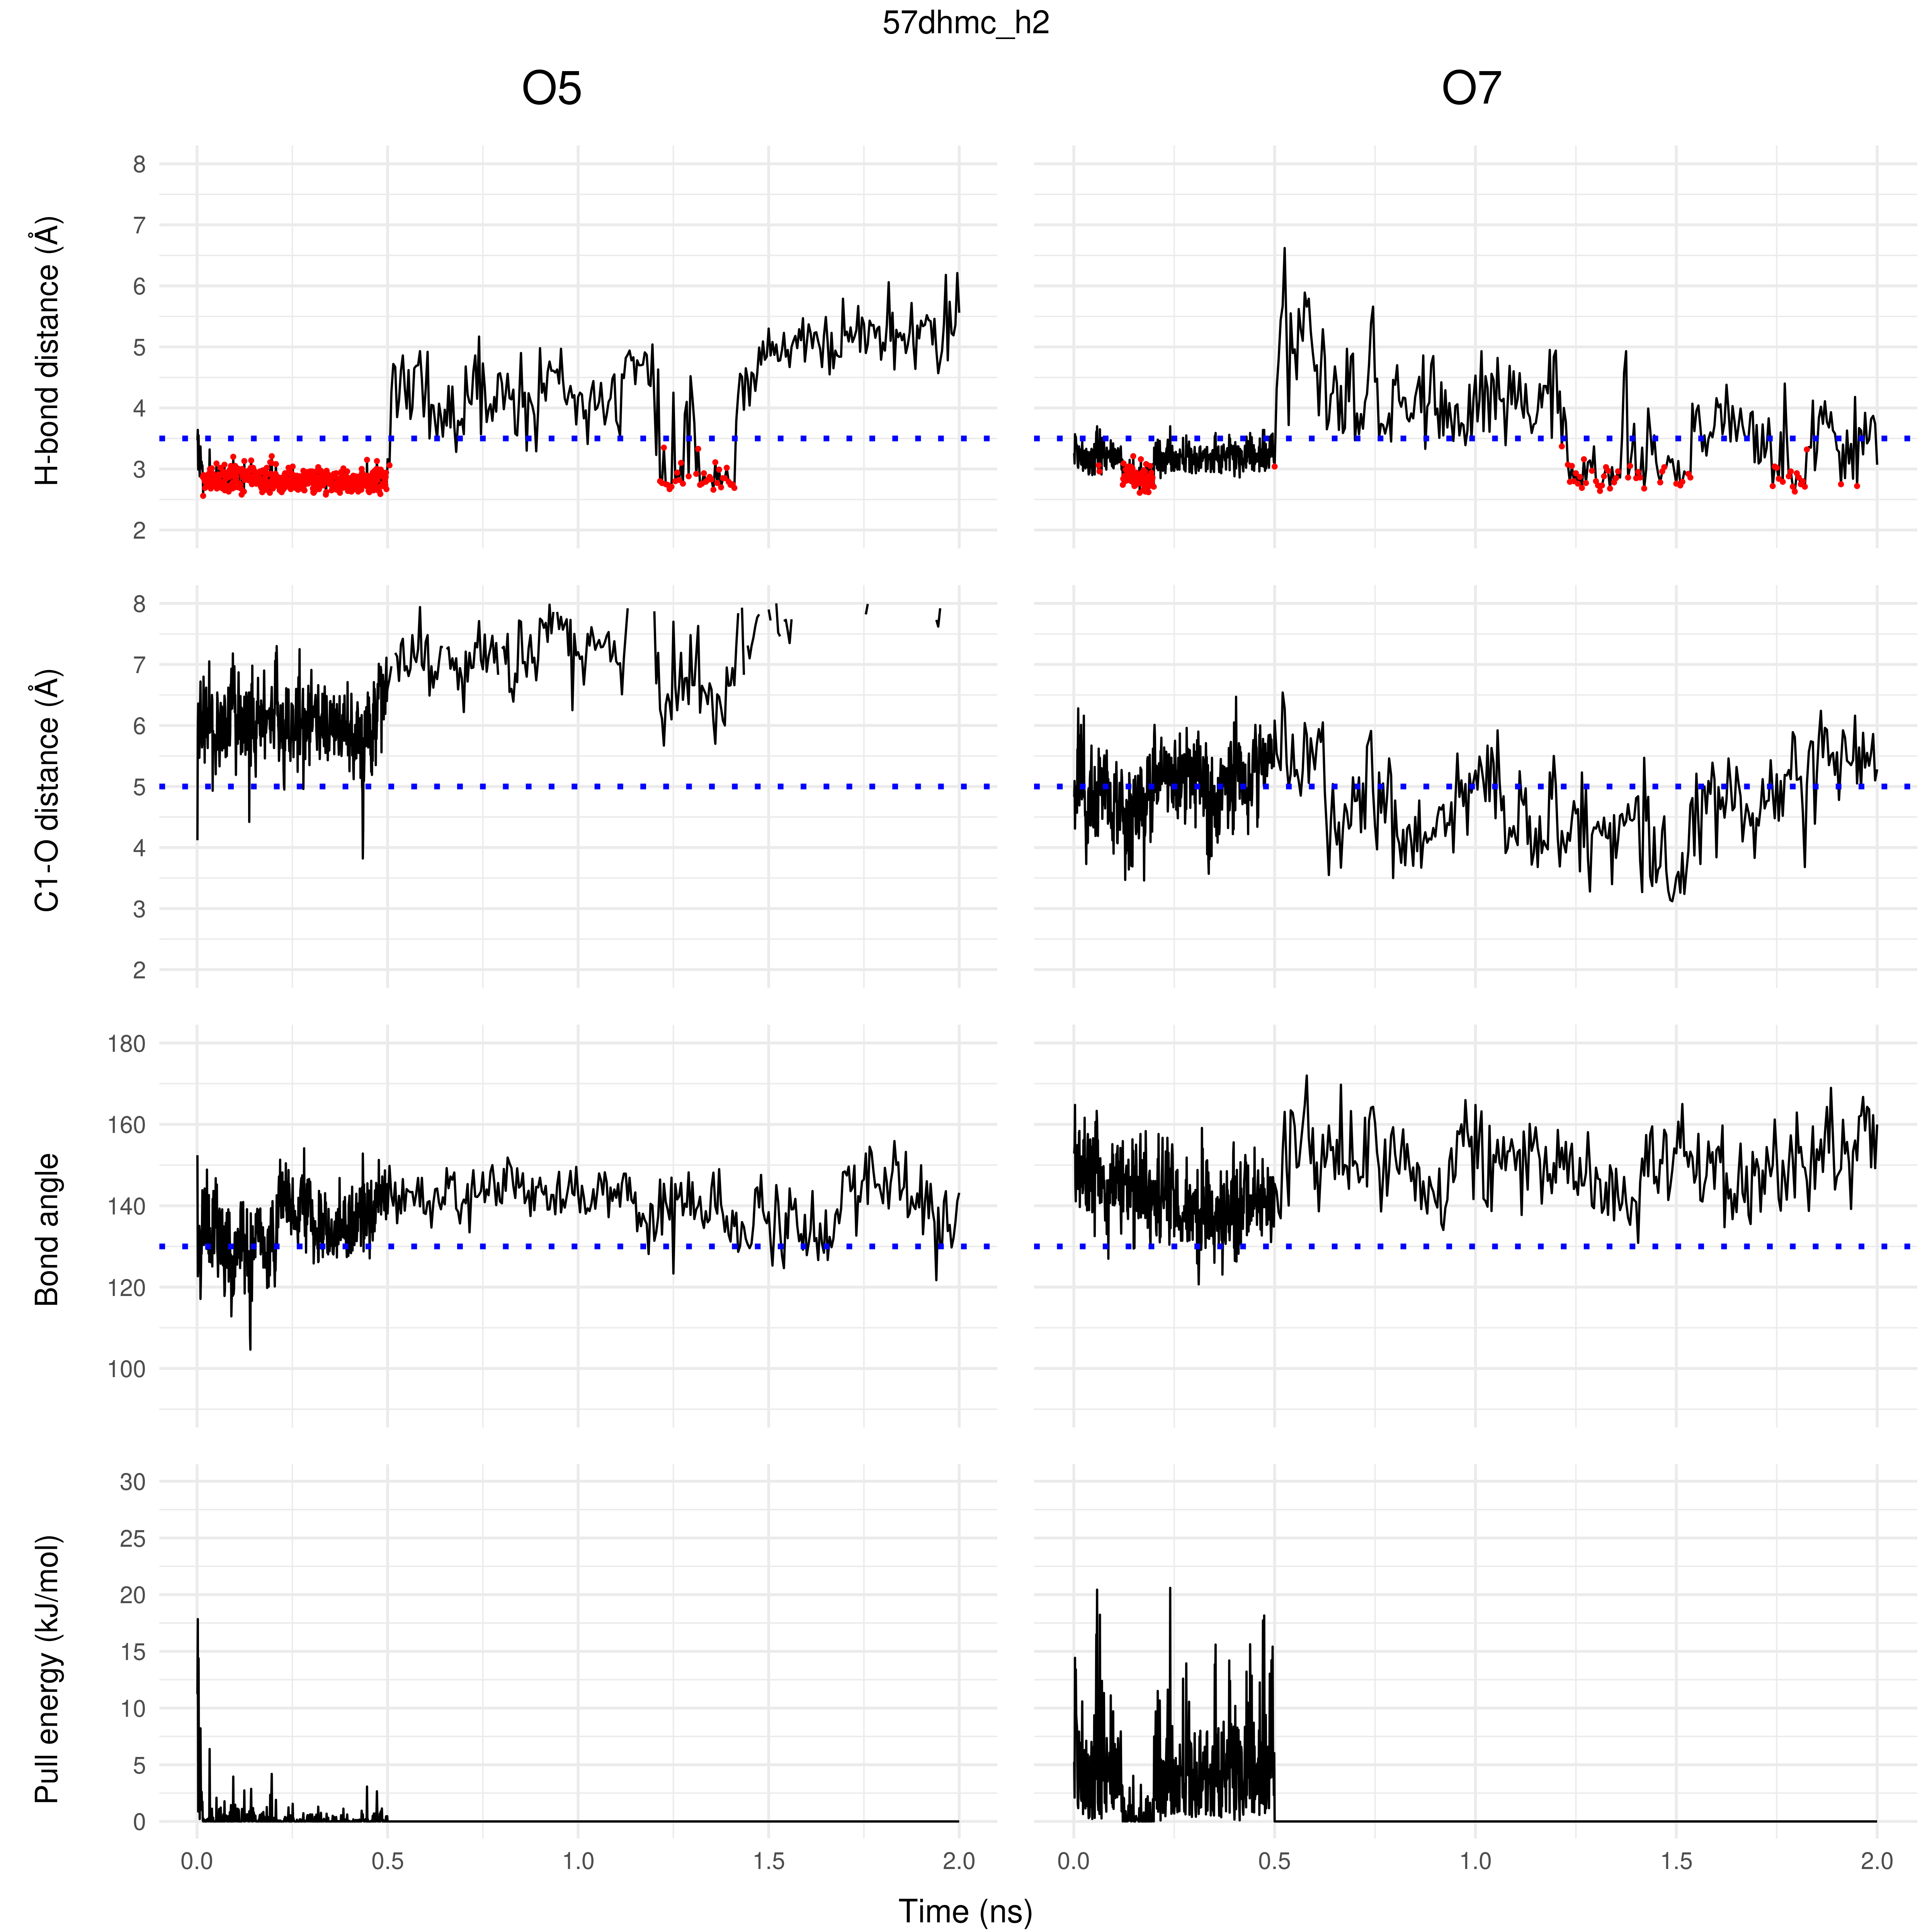 57dhmc_h2
O5
O7
H-bond distance (Å)
8
7
6
5
4
3
2
C1-O distance (Å)
8
7
6
5
4
3
2
Bond angle
180
160
140
120
100
Pull energy (kJ/mol)
30
25
20
15
10
5
0
0.0 0.5 1.0 1.5 2.0
0.0 0.5 1.0 1.5 2.0
Time (ns)